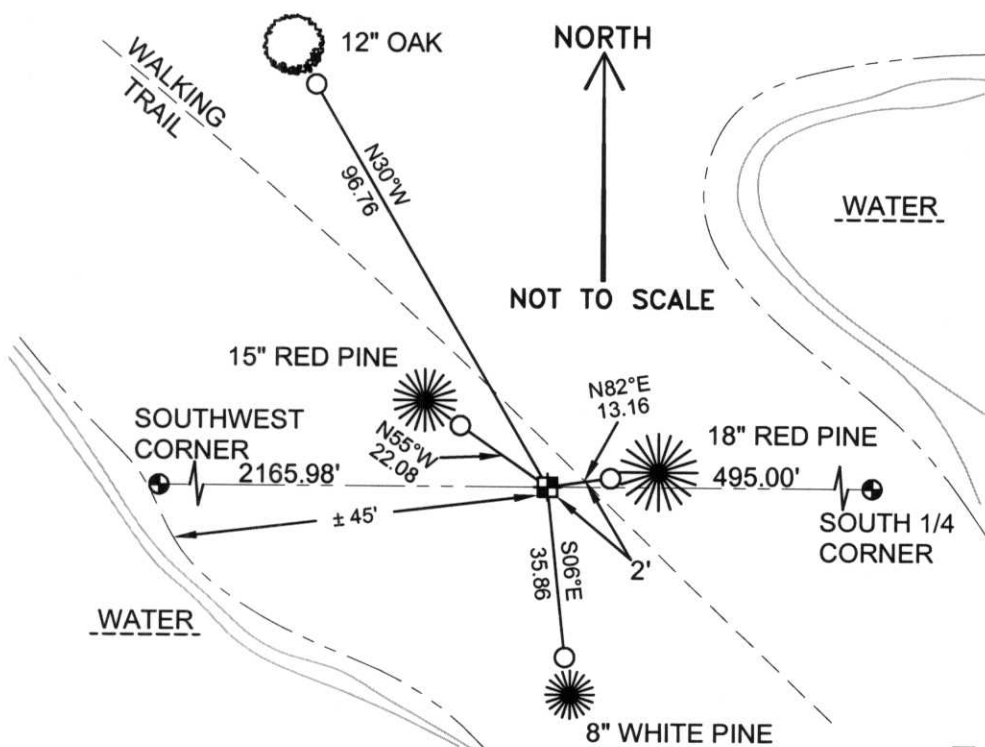 12" OAK
NORTH
WALKING
TRAIL
N30°W
96.76
WATER
NOT TO SCALE
15" RED PINE
N82°E
13.16
SOUTHWEST
CORNER
N55°W
22.08
18" RED PINE
2165.98'
495.00'
± 45'
SOUTH 1/4
CORNER
S06°E
35.86
2'
WATER
8" WHITE PINE